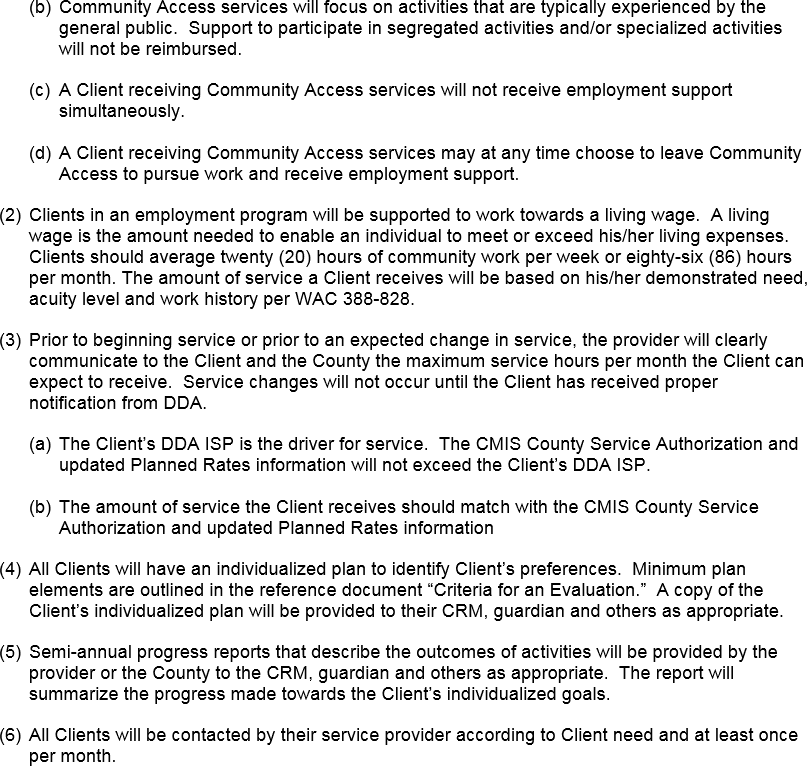 (b) Community Access services will focus on activities that are typically experienced by the
general public.  Support to participate in segregated activities and/or specialized activities
will not be reimbursed.
(c) A Client receiving Community Access services will not receive employment support
simultaneously.
(d) A Client receiving Community Access services may at any time choose to leave Community
Access to pursue work and receive employment support.
(2) Clients in an employment program will be supported to work towards a living wage.  A living
wage is the amount needed to enable an individual to meet or exceed his/her living expenses.
Clients should average twenty (20) hours of community work per week or eighty-six (86) hours
per month. The amount of service a Client receives will be based on his/her demonstrated need,
acuity level and work history per WAC 388-828.
(3) Prior to beginning service or prior to an expected change in service, the provider will clearly
communicate to the Client and the County the maximum service hours per month the Client can
expect to receive.  Service changes will not occur until the Client has received proper
notification from DDA.
(a) The Client's DDA ISP is the driver for service.  The CMIS County Service Authorization and
updated Planned Rates information will not exceed the Client's DDA ISP.
(b) The amount of service the Client receives should match with the CMIS County Service
Authorization and updated Planned Rates information
(4) All Clients will have an individualized plan to identify Client's preferences.  Minimum plan
elements are outlined in the reference document “Criteria for an Evaluation.”  A copy of the
Client's individualized plan will be provided to their CRM, guardian and others as appropriate.
(5) Semi-annual progress reports that describe the outcomes of activities will be provided by the
provider or the County to the CRM, guardian and others as appropriate.  The report will
summarize the progress made towards the Client's individualized goals.
(6) All Clients will be contacted by their service provider according to Client need and at least once
per month.